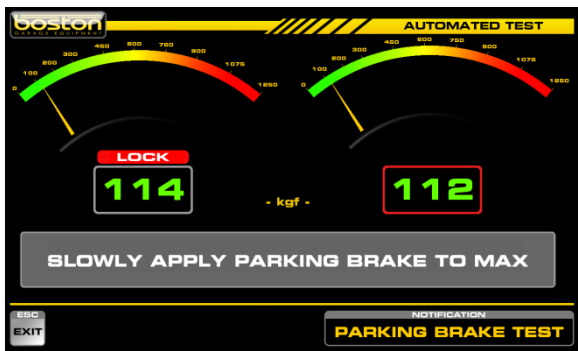 boston
GARAGE EQUIPMENT
AUTOMATED TEST
0 100 200 300 450 600 750 900 1075 1250
0 100 200 300 450 600 750 900 1075 1250
LOCK
114
- kgf -
112
SLOWLY APPLY PARKING BRAKE TO MAX
ESC
EXIT
NOTIFICATION
PARKING BRAKE TEST